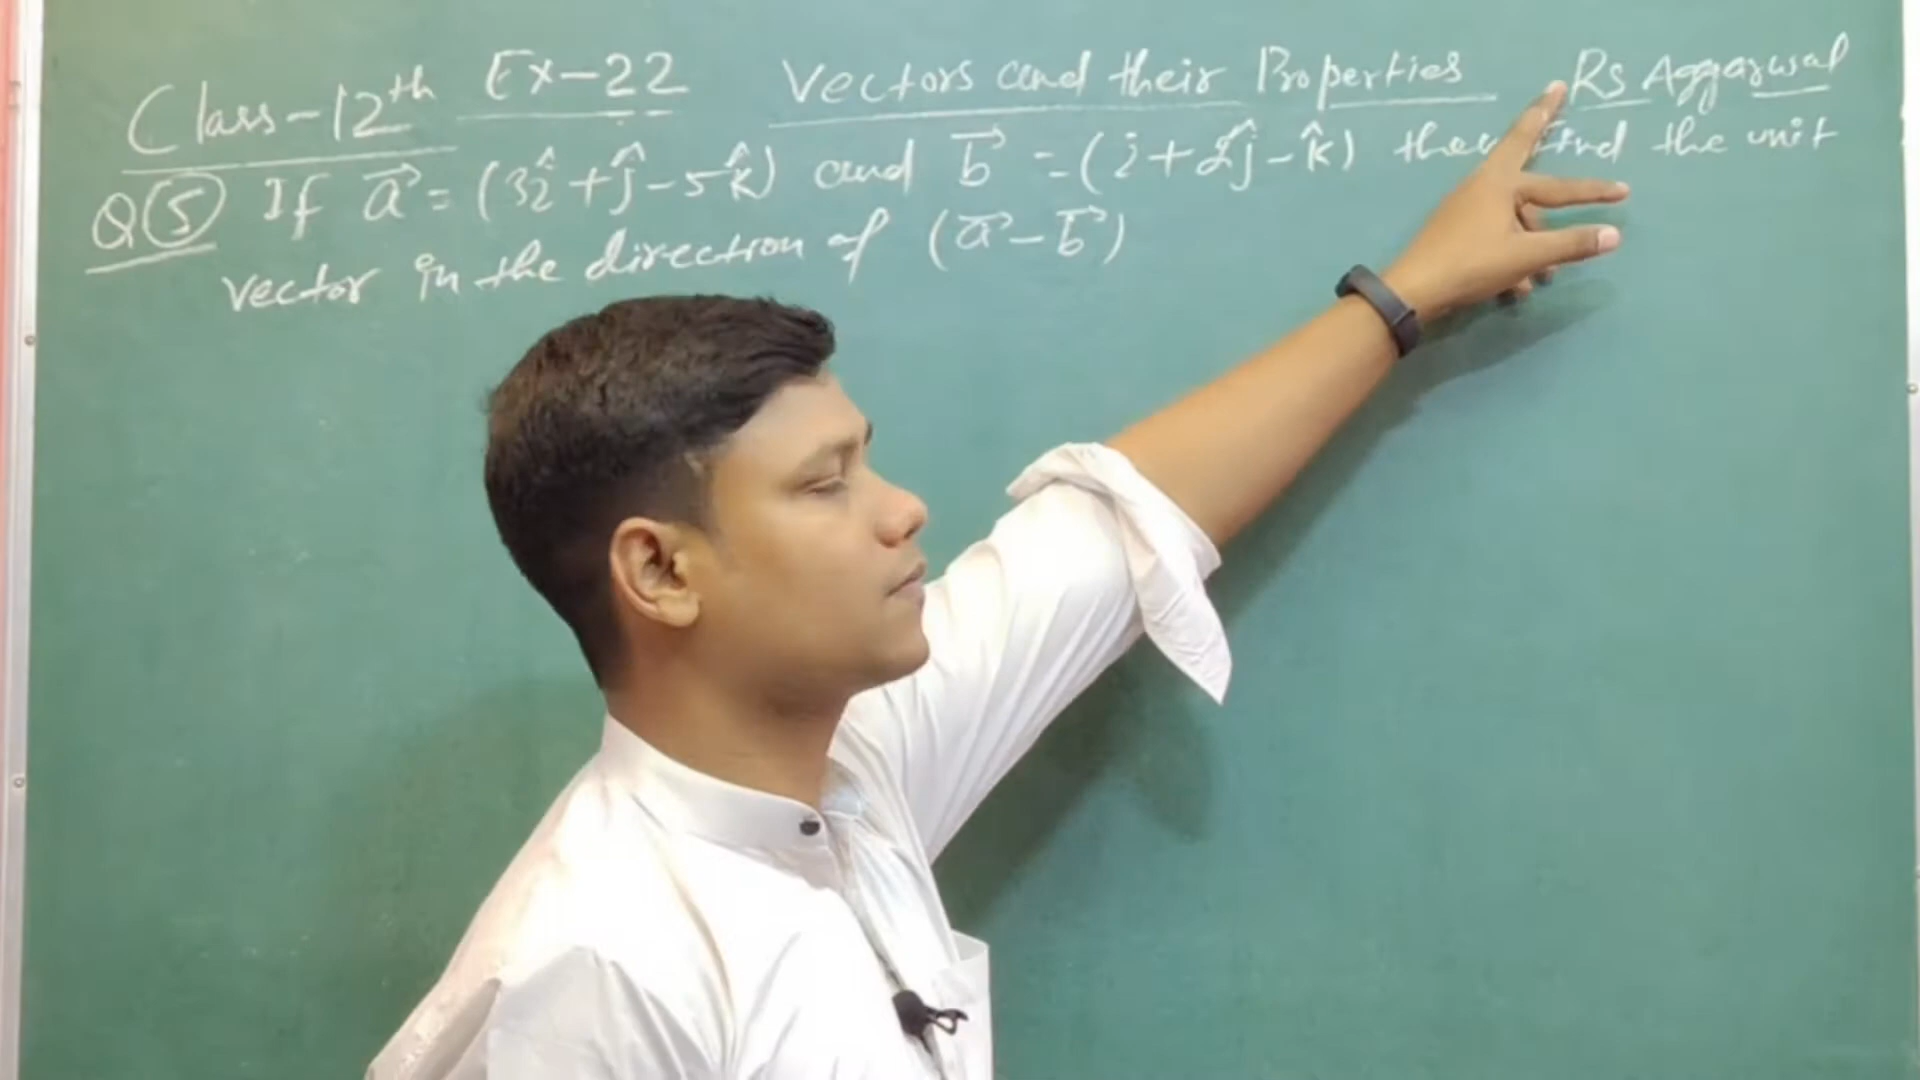 Class-12th Ex-22 Vectors and their Properties Rs Aggarwal
Q(5) If a⃗ = (3î+ĵ-5k̂) and b⃗ = (i+2ĵ-k̂) then find the unit
vector in the direction of (a⃗-b⃗)